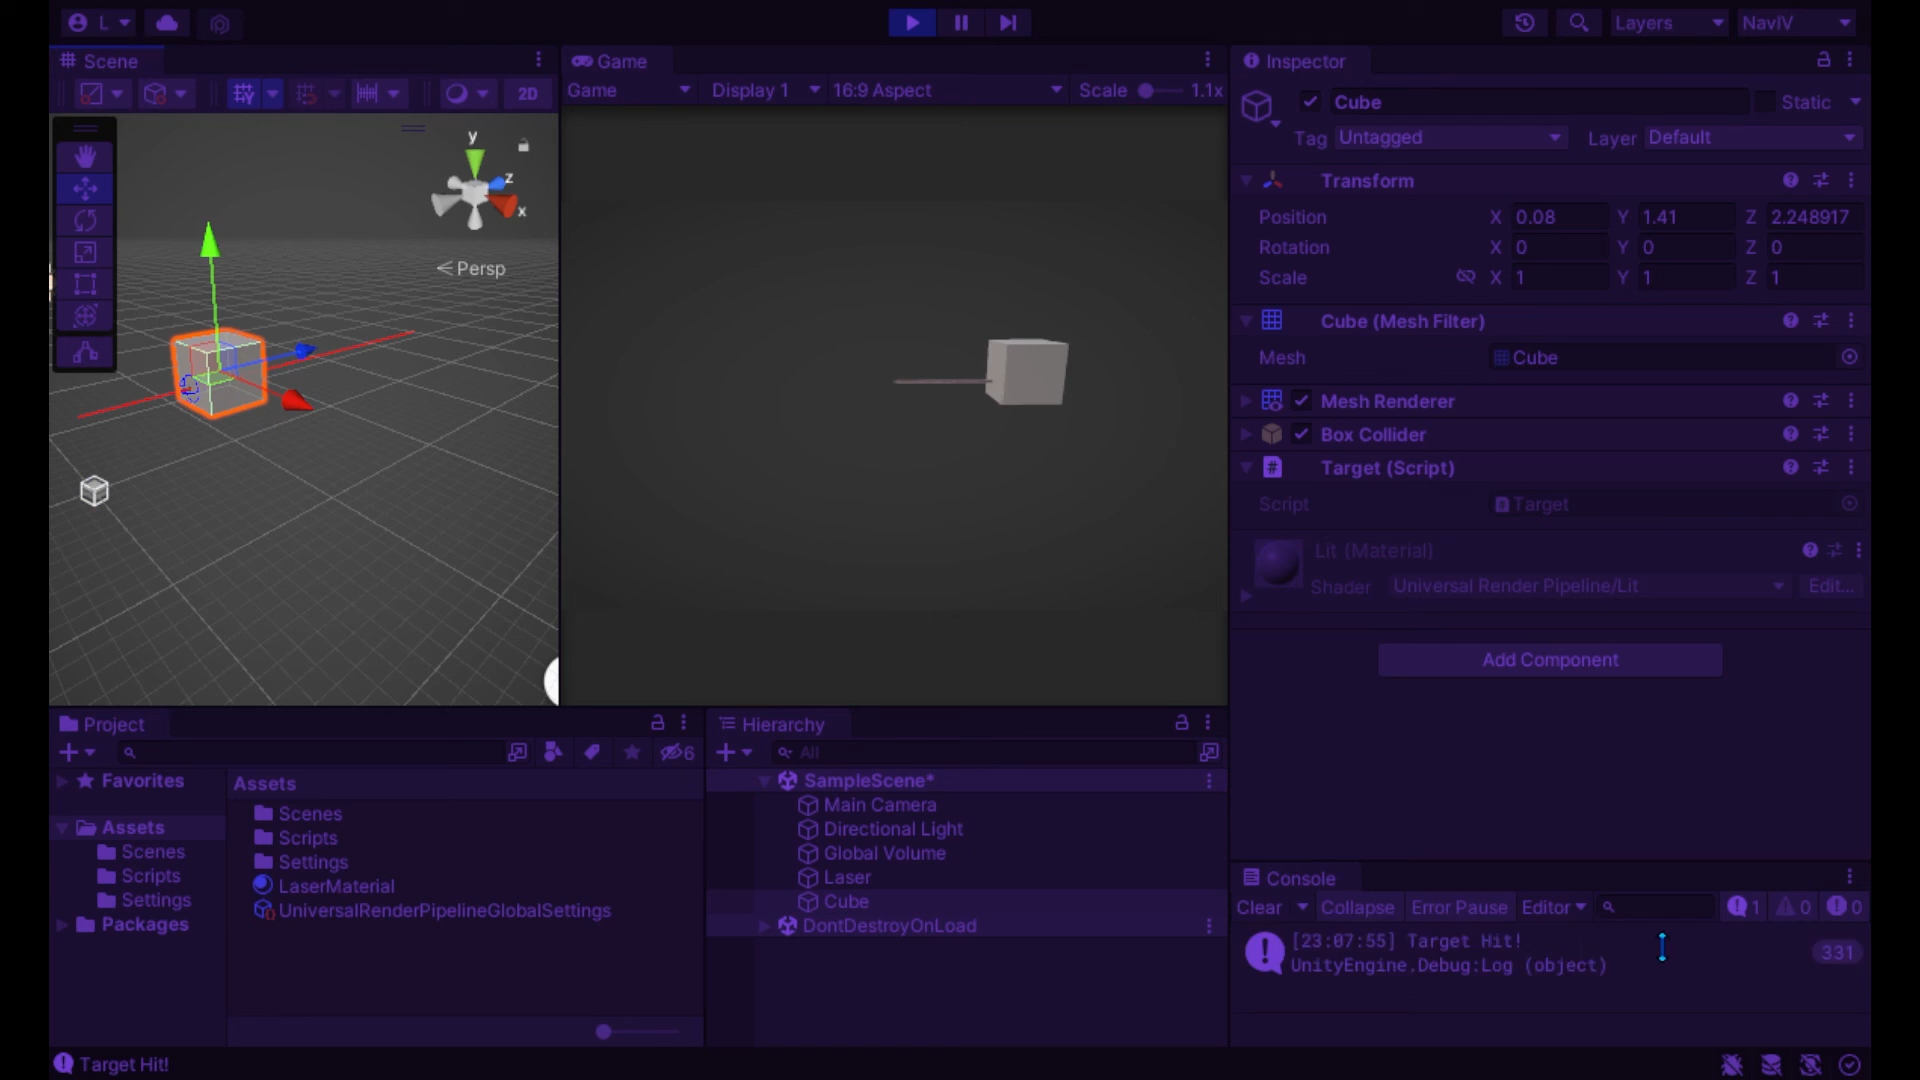 L
Layers
NavIV
Scene
2D
y
z
x
Persp
Game
Game
Display 1
16:9 Aspect
Scale
1.1x
Inspector
Cube
Static
Tag
Untagged
Layer
Default
Transform
Position
X 0.08 Y 1.41 Z 2.248917
Rotation
X 0 Y 0 Z 0
Scale
X 1 Y 1 Z 1
Cube (Mesh Filter)
Mesh
Cube
Mesh Renderer
Box Collider
Target (Script)
Script
Target
Lit (Material)
Shader
Universal Render Pipeline/Lit
Edit...
Add Component
Project
6
Favorites
Assets
Scenes
Scripts
Settings
Packages
Assets
Scenes
Scripts
Settings
LaserMaterial
UniversalRenderPipelineGlobalSettings
Hierarchy
All
SampleScene*
Main Camera
Directional Light
Global Volume
Laser
Cube
DontDestroyOnLoad
Console
Clear
Collapse
Error Pause
Editor
1
0
0
[23:07:55] Target Hit!
UnityEngine.Debug:Log (object)
331
Target Hit!